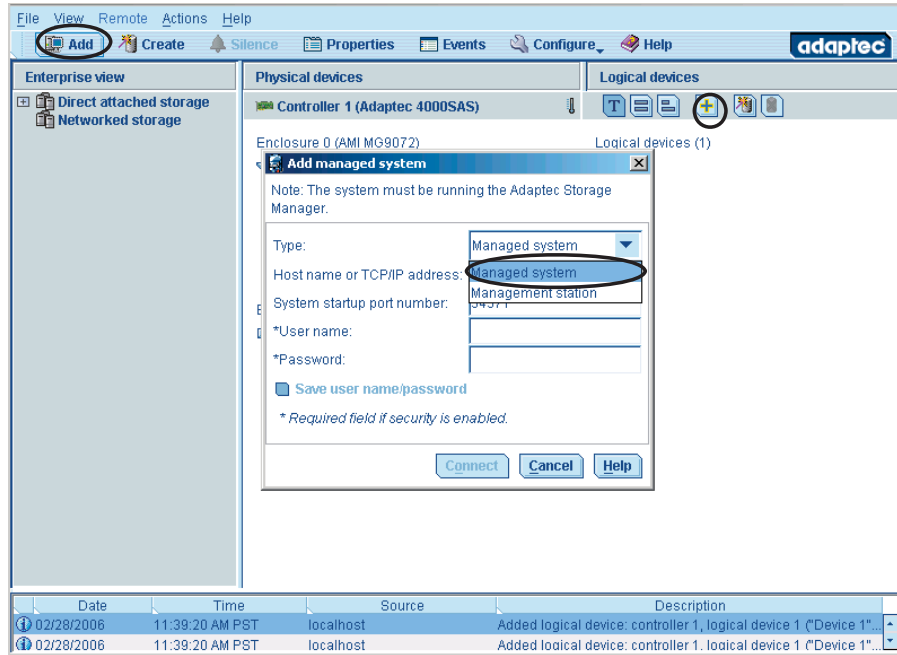 File View Remote Actions Help
Add Create Silence Properties Events Configure Help adaptec
Enterprise view
Direct attached storage
Networked storage
Physical devices
Controller 1 (Adaptec 4000SAS)
Enclosure 0 (AMI MG9072)
Logical devices
T
Logical devices (1)
Add managed system
Note: The system must be running the Adaptec Storage
Manager.
Type: Managed system
Managed system
Management station
Host name or TCP/IP address:
System startup port number: 34571
*User name:
*Password:
Save user name/password
* Required field if security is enabled.
Connect Cancel Help
Date Time Source Description
02/28/2006 11:39:20 AM PST localhost Added logical device: controller 1, logical device 1 ("Device 1"...
02/28/2006 11:39:20 AM PST localhost Added logical device: controller 1, logical device 1 ("Device 1"...